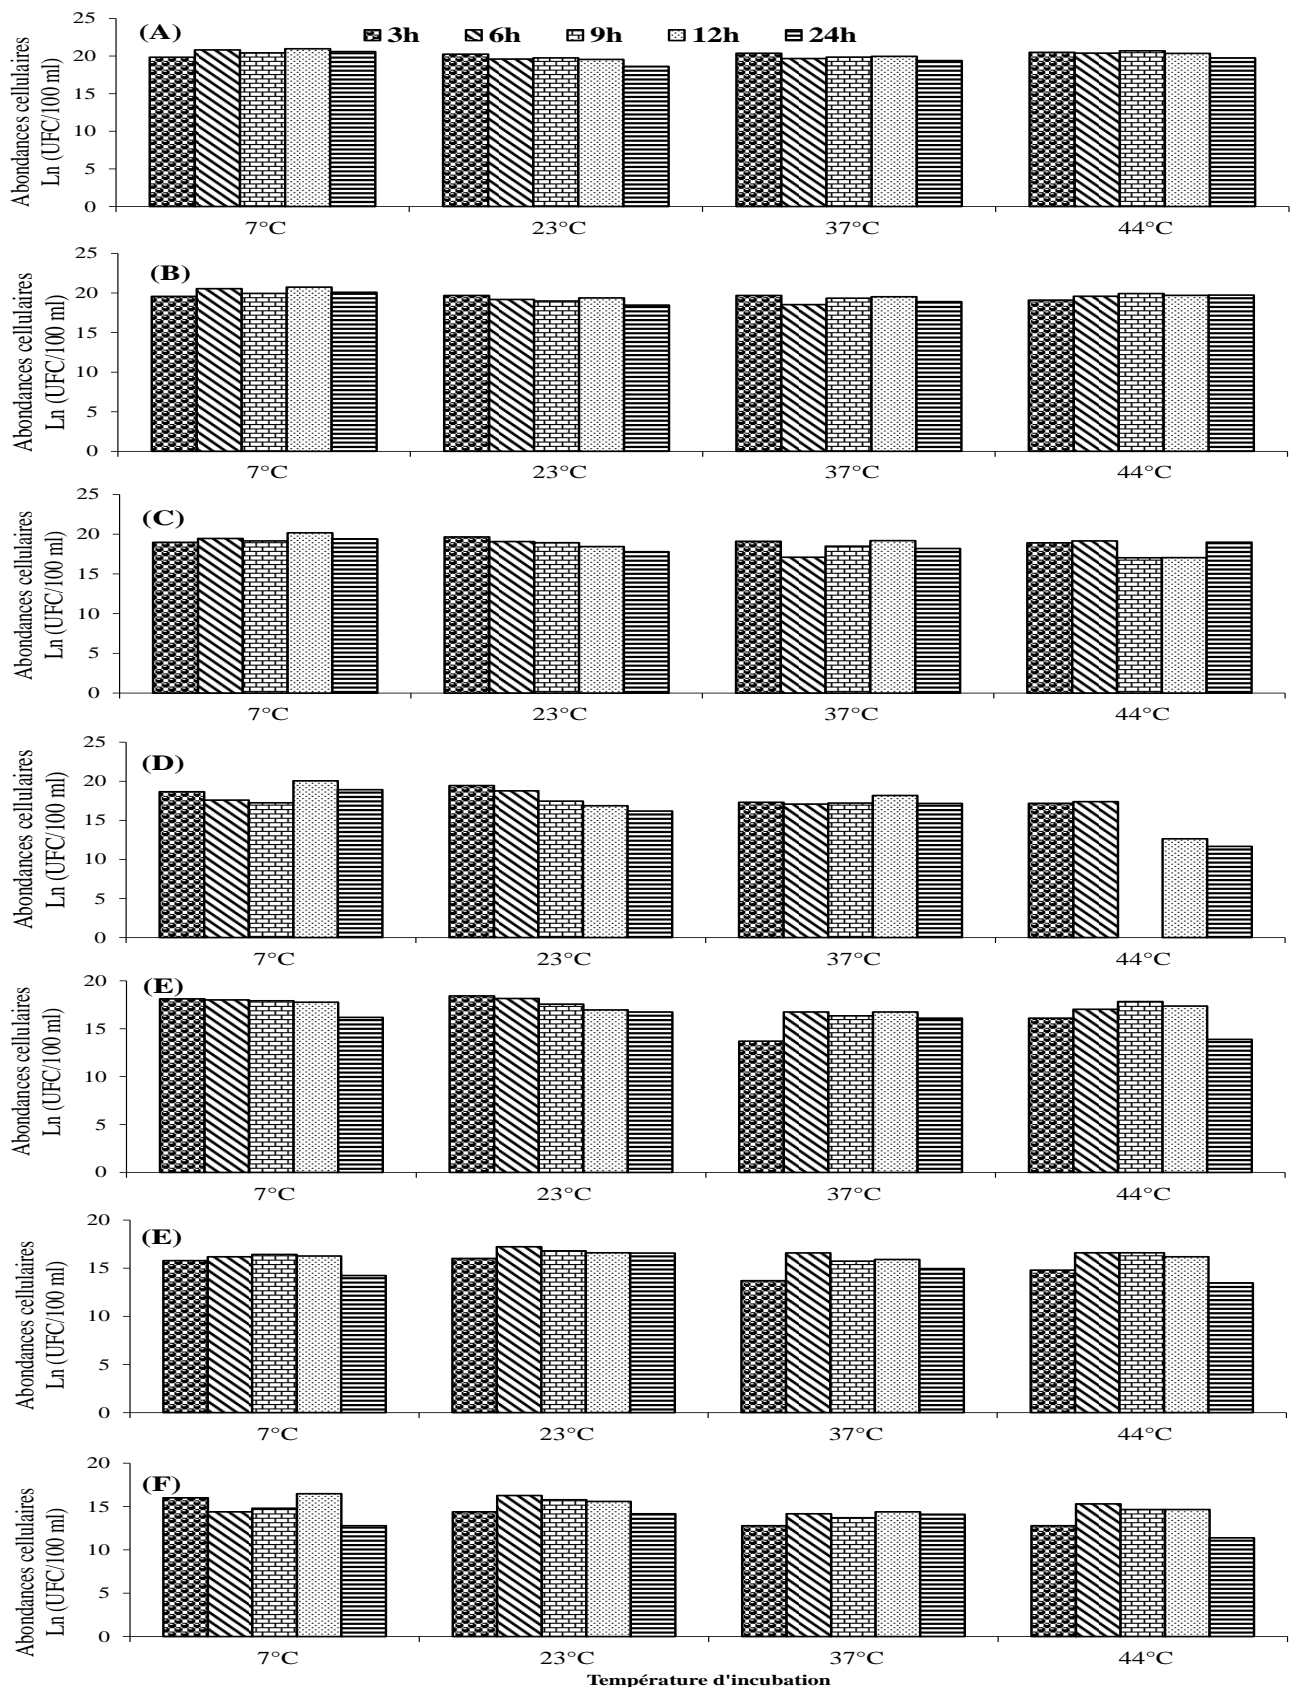 (A) 3h 6h 9h 12h 24h
Abondances cellulaires
Ln (UFC/100 ml)
25
20
15
10
5
0
7°C 23°C 37°C 44°C
(B)
Abondances cellulaires
Ln (UFC/100 ml)
25
20
15
10
5
0
7°C 23°C 37°C 44°C
(C)
Abondances cellulaires
Ln (UFC/100 ml)
25
20
15
10
5
0
7°C 23°C 37°C 44°C
(D)
Abondances cellulaires
Ln (UFC/100 ml)
25
20
15
10
5
0
7°C 23°C 37°C 44°C
(E)
Abondances cellulaires
Ln (UFC/100 ml)
20
15
10
5
0
7°C 23°C 37°C 44°C
(E)
Abondances cellulaires
Ln (UFC/100 ml)
20
15
10
5
0
7°C 23°C 37°C 44°C
(F)
Abondances cellulaires
Ln (UFC/100 ml)
20
15
10
5
0
7°C 23°C 37°C 44°C
Température d'incubation